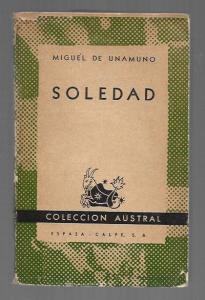 MIGUEL DE UNAMUNO
SOLEDAD
COLECCION AUSTRAL
ESPASA - CALPE, S. A.